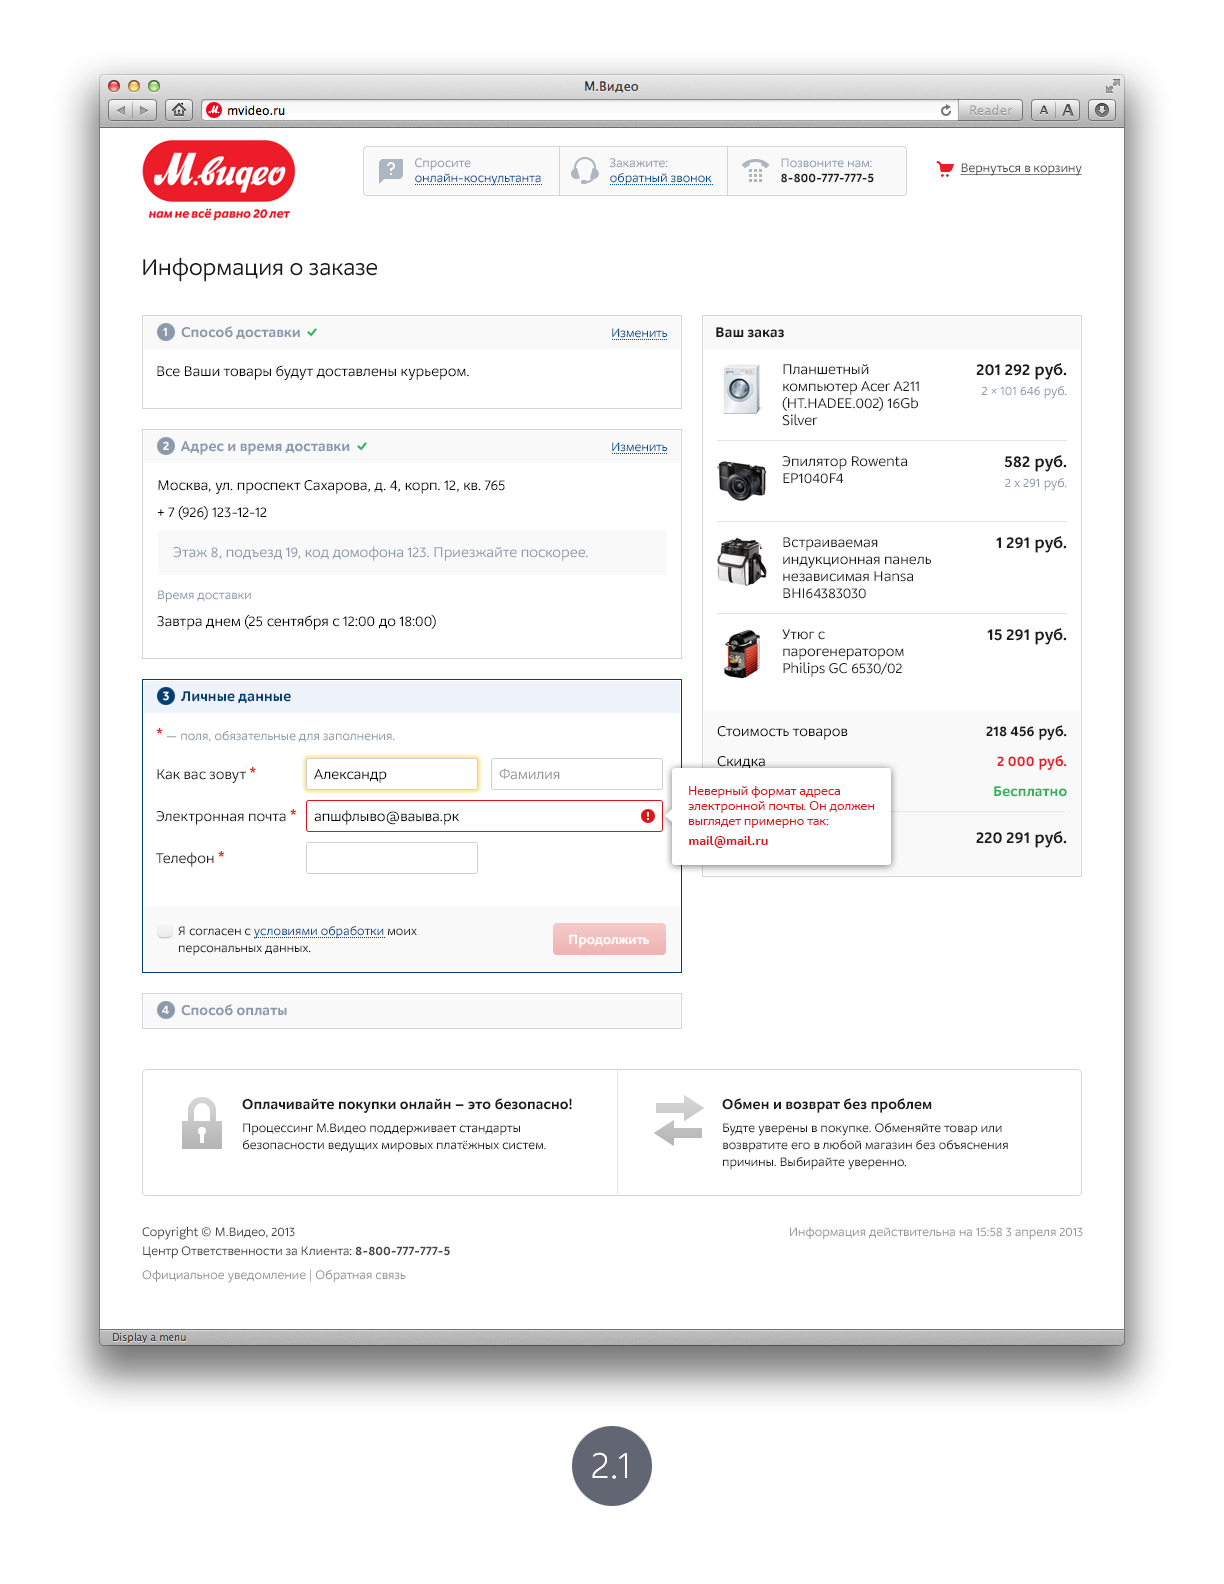 М.Видео
mvideo.ru
Reader
A A
М.видео
нам не всё равно 20 лет
Спросите
онлайн-коснультанта
Закажите:
обратный звонок
Позвоните нам:
8-800-777-777-5
Вернуться в корзину
Информация о заказе
1 Способ доставки
Изменить
Все Ваши товары будут доставлены курьером.
2 Адрес и время доставки
Изменить
Москва, ул. проспект Сахарова, д. 4, корп. 12, кв. 765
+ 7 (926) 123-12-12
Этаж 8, подъезд 19, код домофона 123. Приезжайте поскорее.
Время доставки
Завтра днем (25 сентября с 12:00 до 18:00)
3 Личные данные
* — поля, обязательные для заполнения.
Как вас зовут *
Александр
Фамилия
Электронная почта *
апшфлыво@ваыва.рк
Неверный формат адреса
электронной почты. Он должен
выглядет примерно так:
mail@mail.ru
Телефон *
Я согласен с условиями обработки моих
персональных данных.
Продолжить
4 Способ оплаты
Ваш заказ
Планшетный
компьютер Acer A211
(HT.HADEE.002) 16Gb
Silver
201 292 руб.
2 × 101 646 руб.
Эпилятор Rowenta
EP1040F4
582 руб.
2 x 291 руб.
Встраиваемая
индукционная панель
независимая Hansa
BHI64383030
1 291 руб.
Утюг с
парогенератором
Philips GC 6530/02
15 291 руб.
Стоимость товаров
218 456 руб.
Скидка
2 000 руб.
Бесплатно
220 291 руб.
Оплачивайте покупки онлайн – это безопасно!
Процессинг М.Видео поддерживает стандарты
безопасности ведущих мировых платёжных систем.
Обмен и возврат без проблем
Будте уверены в покупке. Обменяйте товар или
возвратите его в любой магазин без объяснения
причины. Выбирайте уверенно.
Copyright © М.Видео, 2013
Информация действительна на 15:58 3 апреля 2013
Центр Ответственности за Клиента: 8-800-777-777-5
Официальное уведомление | Обратная связь
Display a menu
2.1